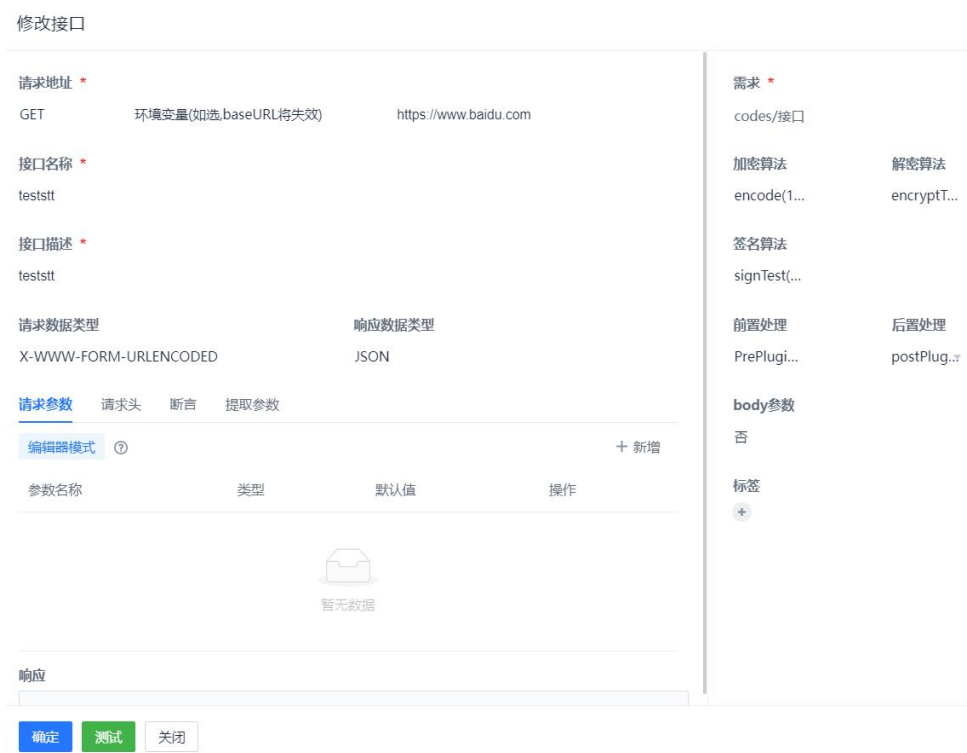 修改接口
请求地址 *
GET 环境变量(如选,baseURL将失效) https://www.baidu.com
接口名称 *
teststt
接口描述 *
teststt
请求数据类型 响应数据类型
X-WWW-FORM-URLENCODED JSON
请求参数 请求头 断言 提取参数
编辑器模式 ? + 新增
参数名称 类型 默认值 操作
暂无数据
响应
确定 测试 关闭
需求 *
codes/接口
加密算法 解密算法
encode(1... encryptT...
签名算法
signTest(...
前置处理 后置处理
PrePlugi... postPlug...
body参数
否
标签
+